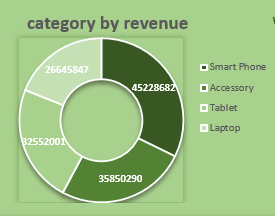 category by revenue
45228682
35850290
32552001
26645847
Smart Phone
Accessory
Tablet
Laptop